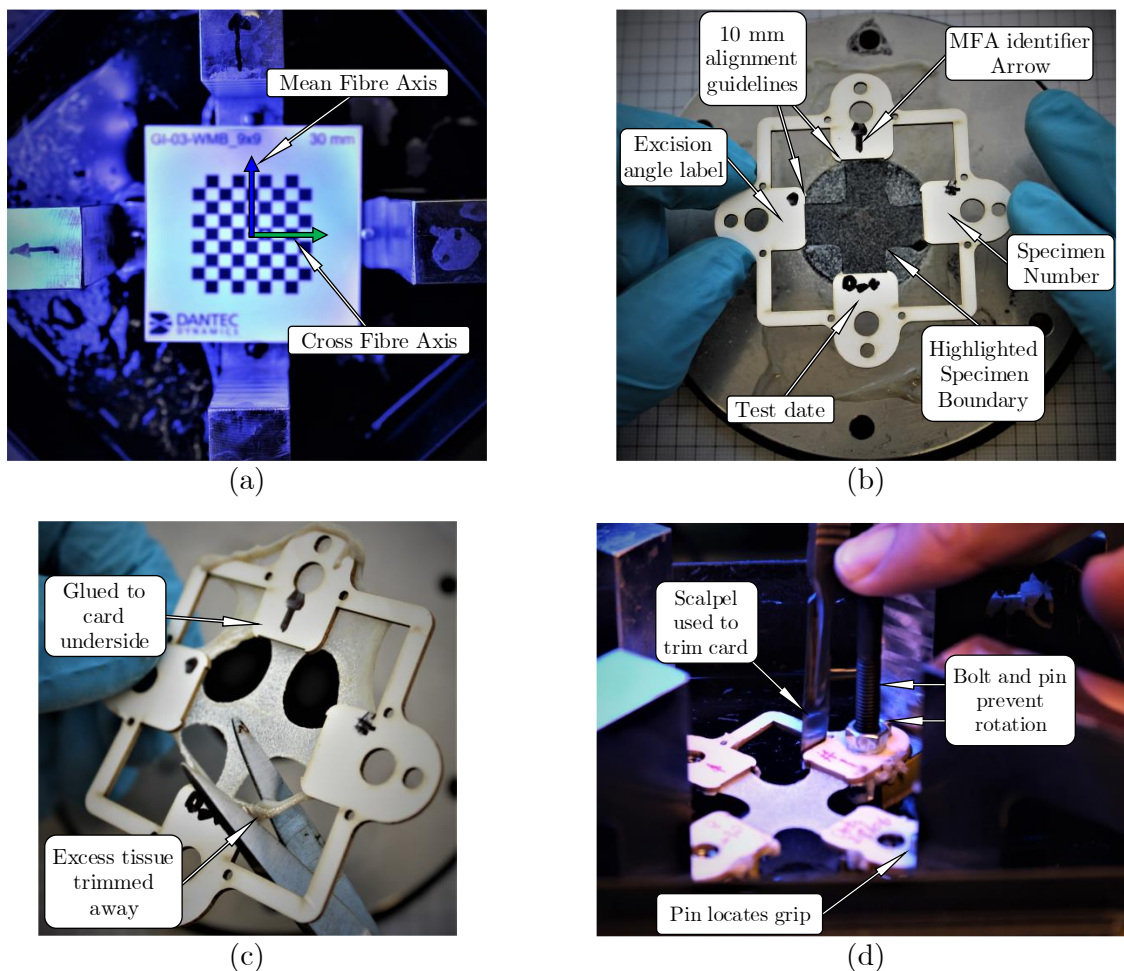 Mean Fibre Axis
GI-03-WMB_9x9 30 mm
DANTEC
DYNAMICS
Cross Fibre Axis
(a)
10 mm
alignment
guidelines
MFA identifier
Arrow
Excision
angle label
Specimen
Number
Highlighted
Specimen
Boundary
Test date
(b)
Glued to
card
underside
Excess tissue
trimmed
away
(c)
Scalpel
used to
trim card
Bolt and pin
prevent
rotation
Pin locates grip
(d)